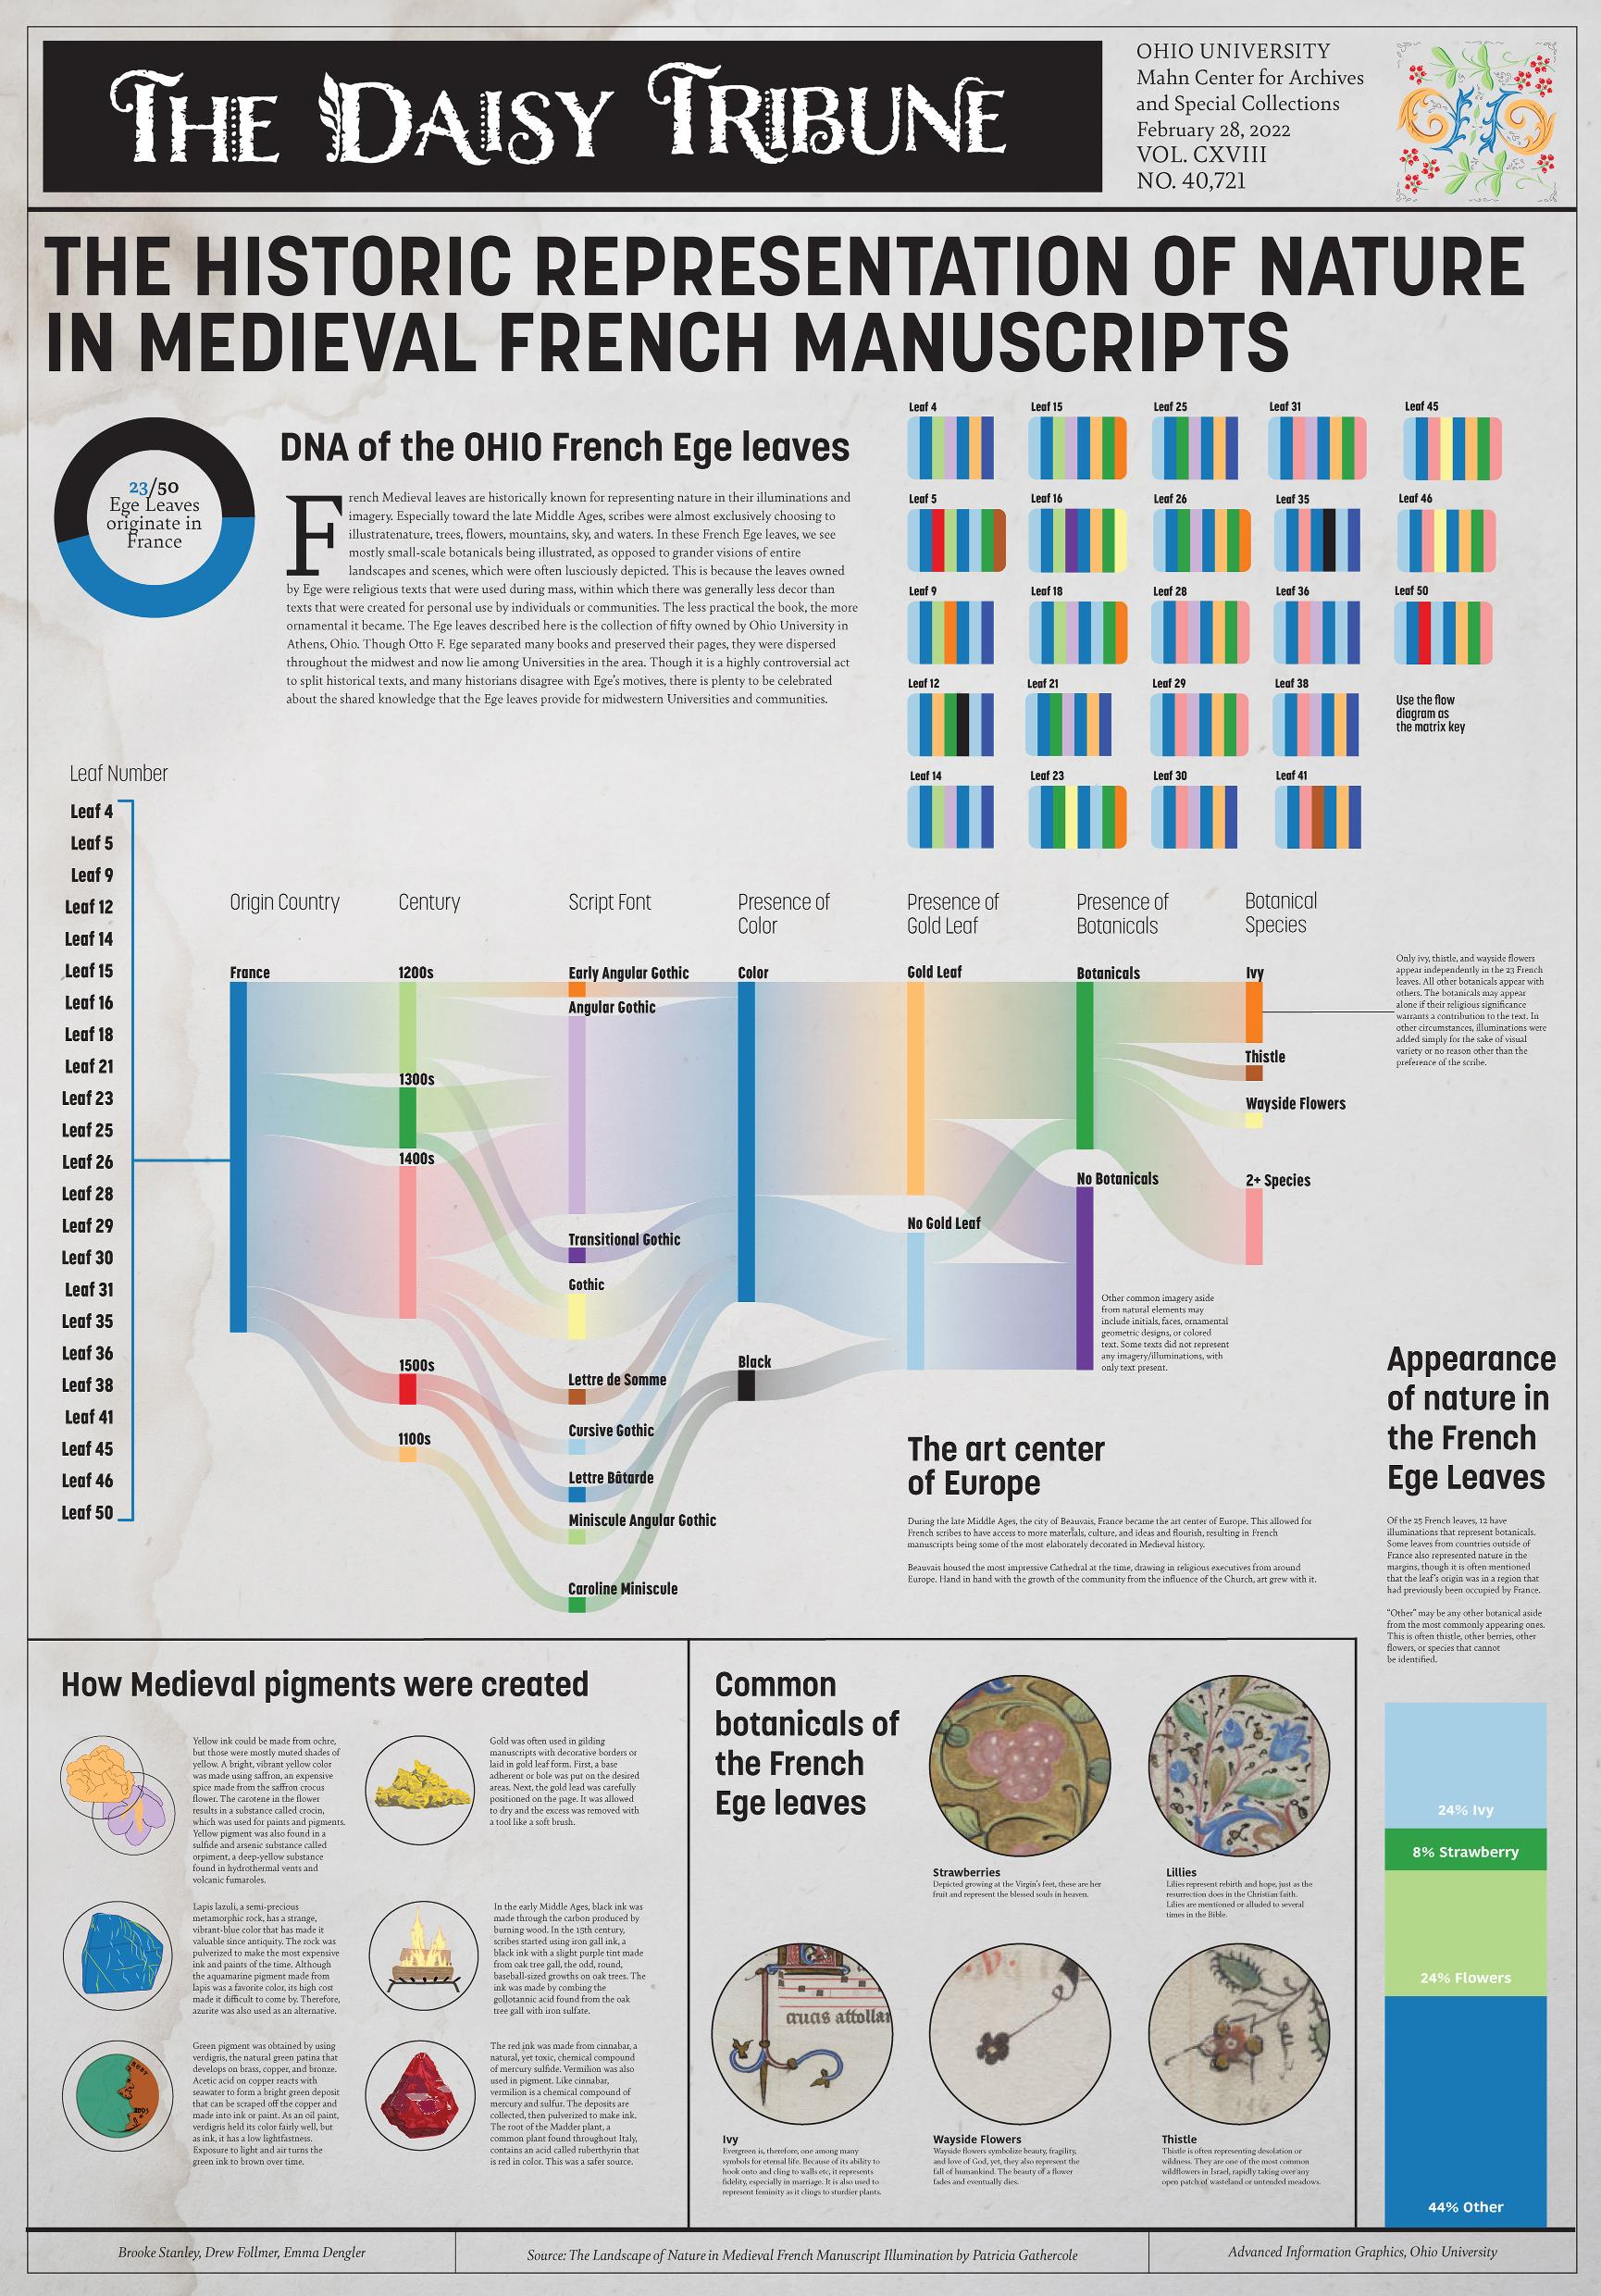 THE DAISY TRIBUNE
OHIO UNIVERSITY
Mahn Center for Archives
and Special Collections
February 28, 2022
VOL. CXVIII
NO. 40,721
OHIO
THE HISTORIC REPRESENTATION OF NATURE
IN MEDIEVAL FRENCH MANUSCRIPTS
23/50
Ege Leaves
originate in
France
DNA of the OHIO French Ege leaves
French Medieval leaves are historically known for representing nature in their illuminations and
imagery. Especially toward the late Middle Ages, scribes were almost exclusively choosing to
illustratenature, trees, flowers, mountains, sky, and waters. In these French Ege leaves, we see
mostly small-scale botanicals being illustrated, as opposed to grander visions of entire
landscapes and scenes, which were often lusciously depicted. This is because the leaves owned
by Ege were religious texts that were used during mass, within which there was generally less decor than
texts that were created for personal use by individuals or communities. The less practical the book, the more
ornamental it became. The Ege leaves described here is the collection of fifty owned by Ohio University in
Athens, Ohio. Though Otto F. Ege separated many books and preserved their pages, they were dispersed
throughout the midwest and now lie among Universities in the area. Though it is a highly controversial act
to split historical texts, and many historians disagree with Ege's motives, there is plenty to be celebrated
about the shared knowledge that the Ege leaves provide for midwestern Universities and communities.
Leaf 4
Leaf 15
Leaf 25
Leaf 31
Leaf 45
Leaf 5
Leaf 16
Leaf 26
Leaf 35
Leaf 46
Leaf 9
Leaf 18
Leaf 28
Leaf 36
Leaf 50
Leaf 12
Leaf 21
Leaf 29
Leaf 38
Use the flow
diagram as
the matrix key
Leaf 14
Leaf 23
Leaf 30
Leaf 41
Leaf Number
Leaf 4
Leaf 5
Leaf 9
Leaf 12
Leaf 14
Leaf 15
Leaf 16
Leaf 18
Leaf 21
Leaf 23
Leaf 25
Leaf 26
Leaf 28
Leaf 29
Leaf 30
Leaf 31
Leaf 35
Leaf 36
Leaf 38
Leaf 41
Leaf 45
Leaf 46
Leaf 50
Origin Country
France
Century
1200s
1300s
1400s
1500s
1100s
Script Font
Early Angular Gothic
Angular Gothic
Transitional Gothic
Gothic
Lettre de Somme
Cursive Gothic
Lettre Bâtarde
Miniscule Angular Gothic
Caroline Miniscule
Presence of
Color
Color
Black
Presence of
Gold Leaf
Gold Leaf
No Gold Leaf
Presence of
Botanicals
Botanicals
No Botanicals
Other common imagery aside
from natural elements may
include initials, faces, ornamental
geometric designs, or colored
text. Some texts did not represent
any imagery/illuminations, with
only text present.
Botanical
Species
Ivy
Thistle
Wayside Flowers
2+ Species
Only ivy, thistle, and wayside flowers
appear independently in the 23 French
leaves. All other botanicals appear with
others. The botanicals may appear
alone if their religious significance
warrants a contribution to the text. In
other circumstances, illuminations were
added simply for the sake of visual
variety or no reason other than the
preference of the scribe.
The art center
of Europe
During the late Middle Ages, the city of Beauvais, France became the art center of Europe. This allowed for
French scribes to have access to more materials, culture, and ideas and flourish, resulting in French
manuscripts being some of the most elaborately decorated in Medieval history.
Beauvais housed the most impressive Cathedral at the time, drawing in religious executives from around
Europe. Hand in hand with the growth of the community from the influence of the Church, art grew with it.
Appearance
of nature in
the French
Ege Leaves
Of the 25 French leaves, 12 have
illuminations that represent botanicals.
Some leaves from countries outside of
France also represented nature in the
margins, though it is often mentioned
that the leaf's origin was in a region that
had previously been occupied by France.
"Other" may be any other botanical aside
from the most commonly appearing ones.
This is often thistle, other berries, other
flowers, or species that cannot
be identified.
24% Ivy
8% Strawberry
24% Flowers
44% Other
How Medieval pigments were created
Yellow ink could be made from ochre,
but those were mostly muted shades of
yellow. A bright, vibrant yellow color
was made using saffron, an expensive
spice made from the saffron crocus
flower. The carotene in the flower
results in a substance called crocin,
which was used for paints and pigments.
Yellow pigment was also found in a
sulfide and arsenic substance called
orpiment, a deep-yellow substance
found in hydrothermal vents and
volcanic fumaroles.
Gold was often used in gilding
manuscripts with decorative borders or
laid in gold leaf form. First, a base
adherent or bole was put on the desired
areas. Next, the gold lead was carefully
positioned on the page. It was allowed
to dry and the excess was removed with
a tool like a soft brush.
Lapis lazuli, a semi-precious
metamorphic rock, has a strange,
vibrant-blue color that has made it
valuable since antiquity. The rock was
pulverized to make the most expensive
ink and paints of the time. Although
the aquamarine pigment made from
lapis was a favorite color, its high cost
made it difficult to come by. Therefore,
azurite was also used as an alternative.
In the early Middle Ages, black ink was
made through the carbon produced by
burning wood. In the 15th century,
scribes started using iron gall ink, a
black ink with a slight purple tint made
from oak tree gall, the odd, round,
baseball-sized growths on oak trees. The
ink was made by combing the
gollotannic acid found from the oak
tree gall with iron sulfate.
Green pigment was obtained by using
verdigris, the natural green patina that
develops on brass, copper, and bronze.
Acetic acid on copper reacts with
seawater to form a bright green deposit
that can be scraped off the copper and
made into ink or paint. As an oil paint,
verdigris held its color fairly well, but
as ink, it has a low lightfastness.
Exposure to light and air turns the
green ink to brown over time.
The red ink was made from cinnabar, a
natural, yet toxic, chemical compound
of mercury sulfide. Vermilion was also
used in pigment. Like cinnabar,
vermilion is a chemical compound of
mercury and sulfur. The deposits are
collected, then pulverized to make ink.
The root of the Madder plant, a
common plant found throughout Italy,
contains an acid called ruberthyrin that
is red in color. This was a safer source.
Common
botanicals of
the French
Ege leaves
Strawberries
Depicted growing at the Virgin's feet, these are her
fruit and represent the blessed souls in heaven.
Lillies
Lilies represent rebirth and hope, just as the
resurrection does in the Christian faith.
Lilies are mentioned or alluded to several
times in the Bible.
Ivy
Evergreen is, therefore, one among many
symbols for eternal life. Because of its ability to
hook onto and cling to walls etc, it represents
fidelity, especially in marriage. It is also used to
represent feminity as it clings to sturdier plants.
Wayside Flowers
Wayside flowers symbolize beauty, fragility,
and love of God, yet, they also represent the
fall of humankind. The beauty of a flower
fades and eventually dies.
Thistle
Thistle is often representing desolation or
wildness. They are one of the most common
wildflowers in Israel, rapidly taking over any
open patch of wasteland or untended meadows.
Brooke Stanley, Drew Follmer, Emma Dengler
Source: The Landscape of Nature in Medieval French Manuscript Illumination by Patricia Gathercole
Advanced Information Graphics, Ohio University